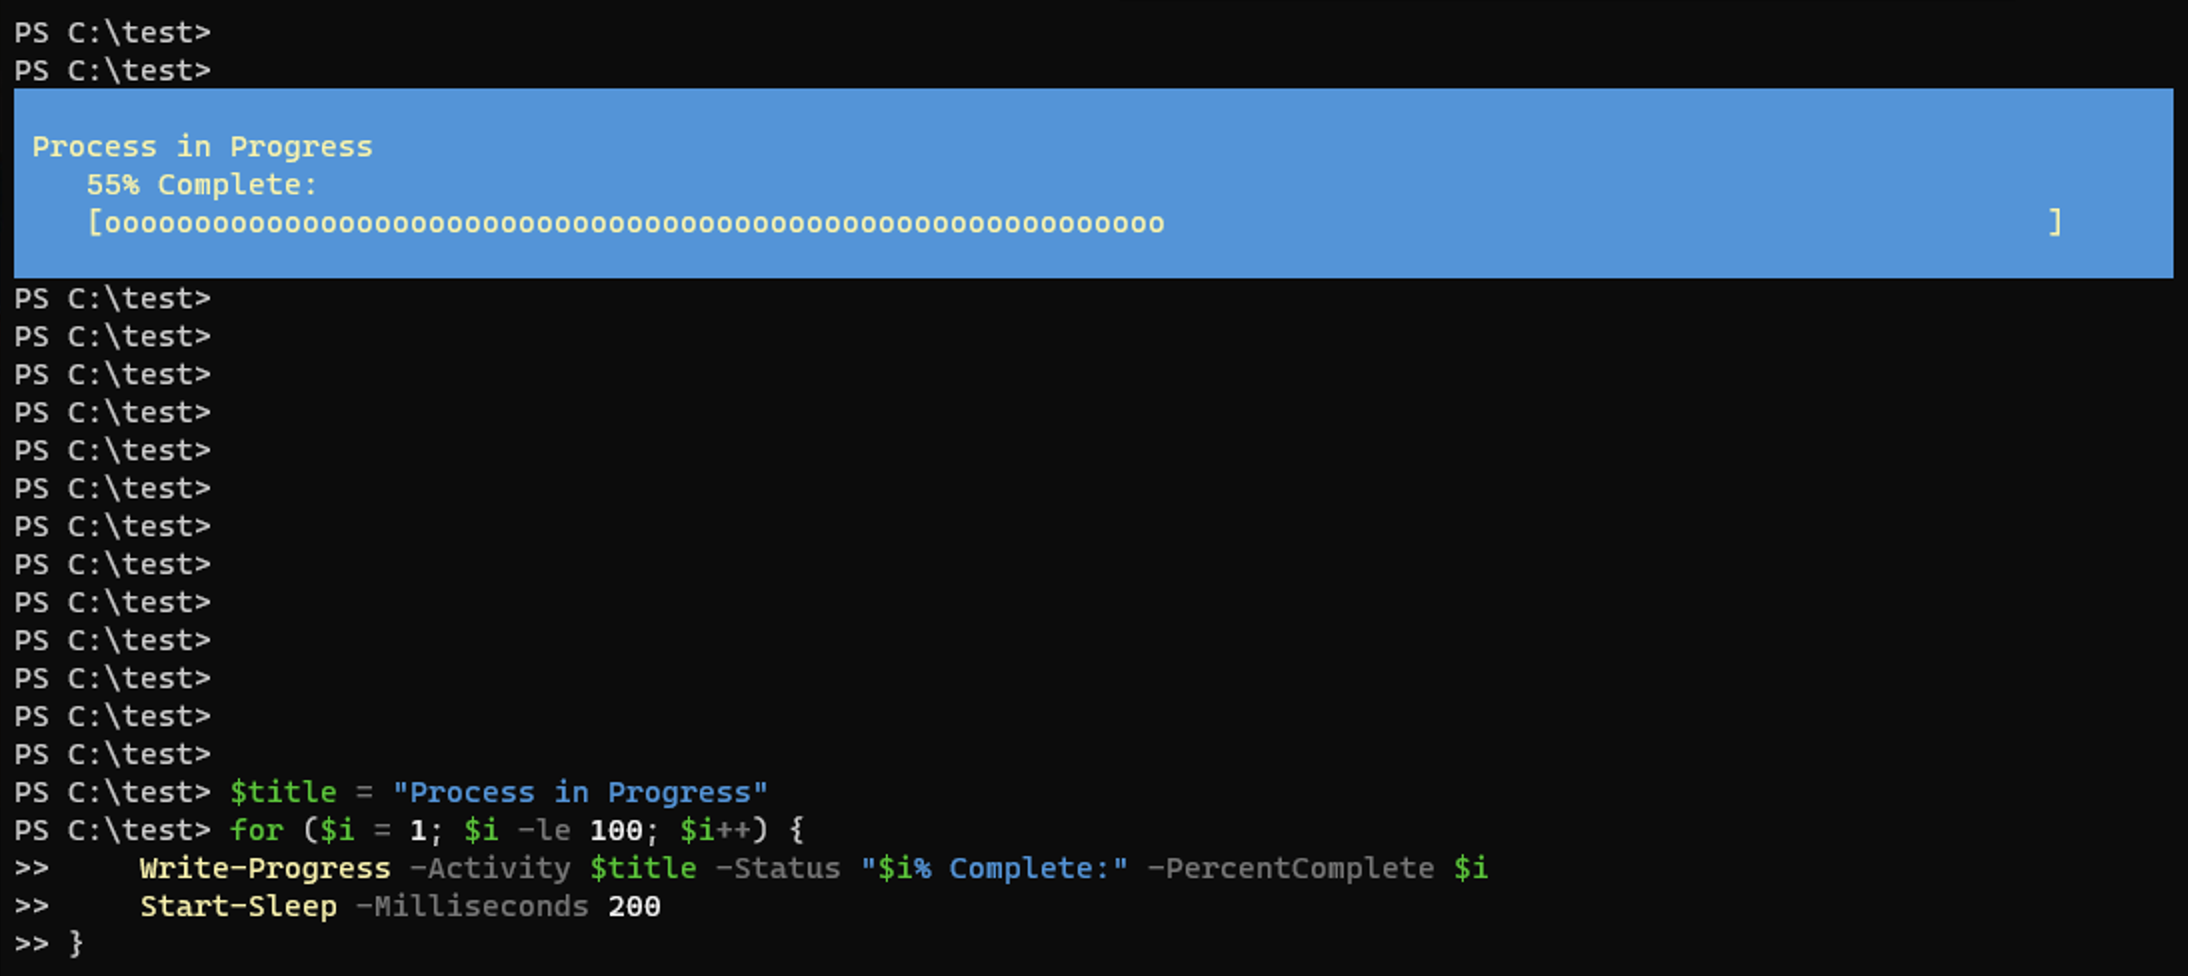 PS C:\test>
PS C:\test>
Process in Progress
55% Complete:
[ooooooooooooooooooooooooooooooooooooooooooooooooooooooooooo                                                 ]
PS C:\test>
PS C:\test>
PS C:\test>
PS C:\test>
PS C:\test>
PS C:\test>
PS C:\test>
PS C:\test>
PS C:\test>
PS C:\test>
PS C:\test>
PS C:\test>
PS C:\test>
PS C:\test> $title = "Process in Progress"
PS C:\test> for ($i = 1; $i -le 100; $i++) {
>>     Write-Progress -Activity $title -Status "$i% Complete:" -PercentComplete $i
>>     Start-Sleep -Milliseconds 200
>> }